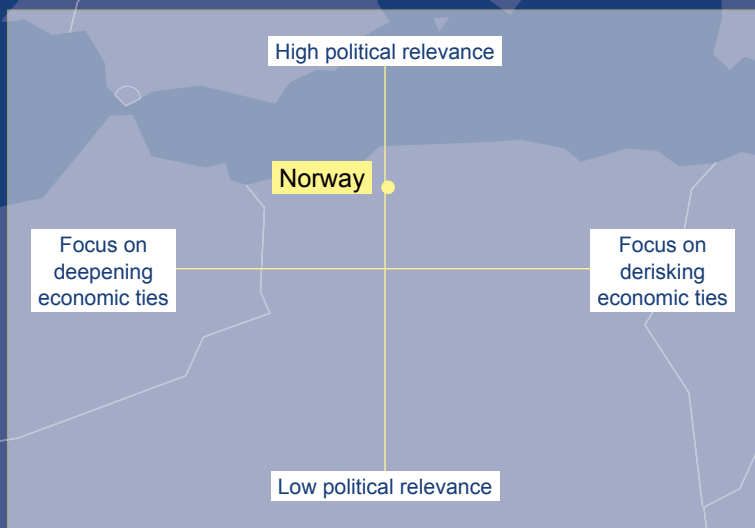 High political relevance
Norway
Focus on
deepening
economic ties
Focus on
derisking
economic ties
Low political relevance